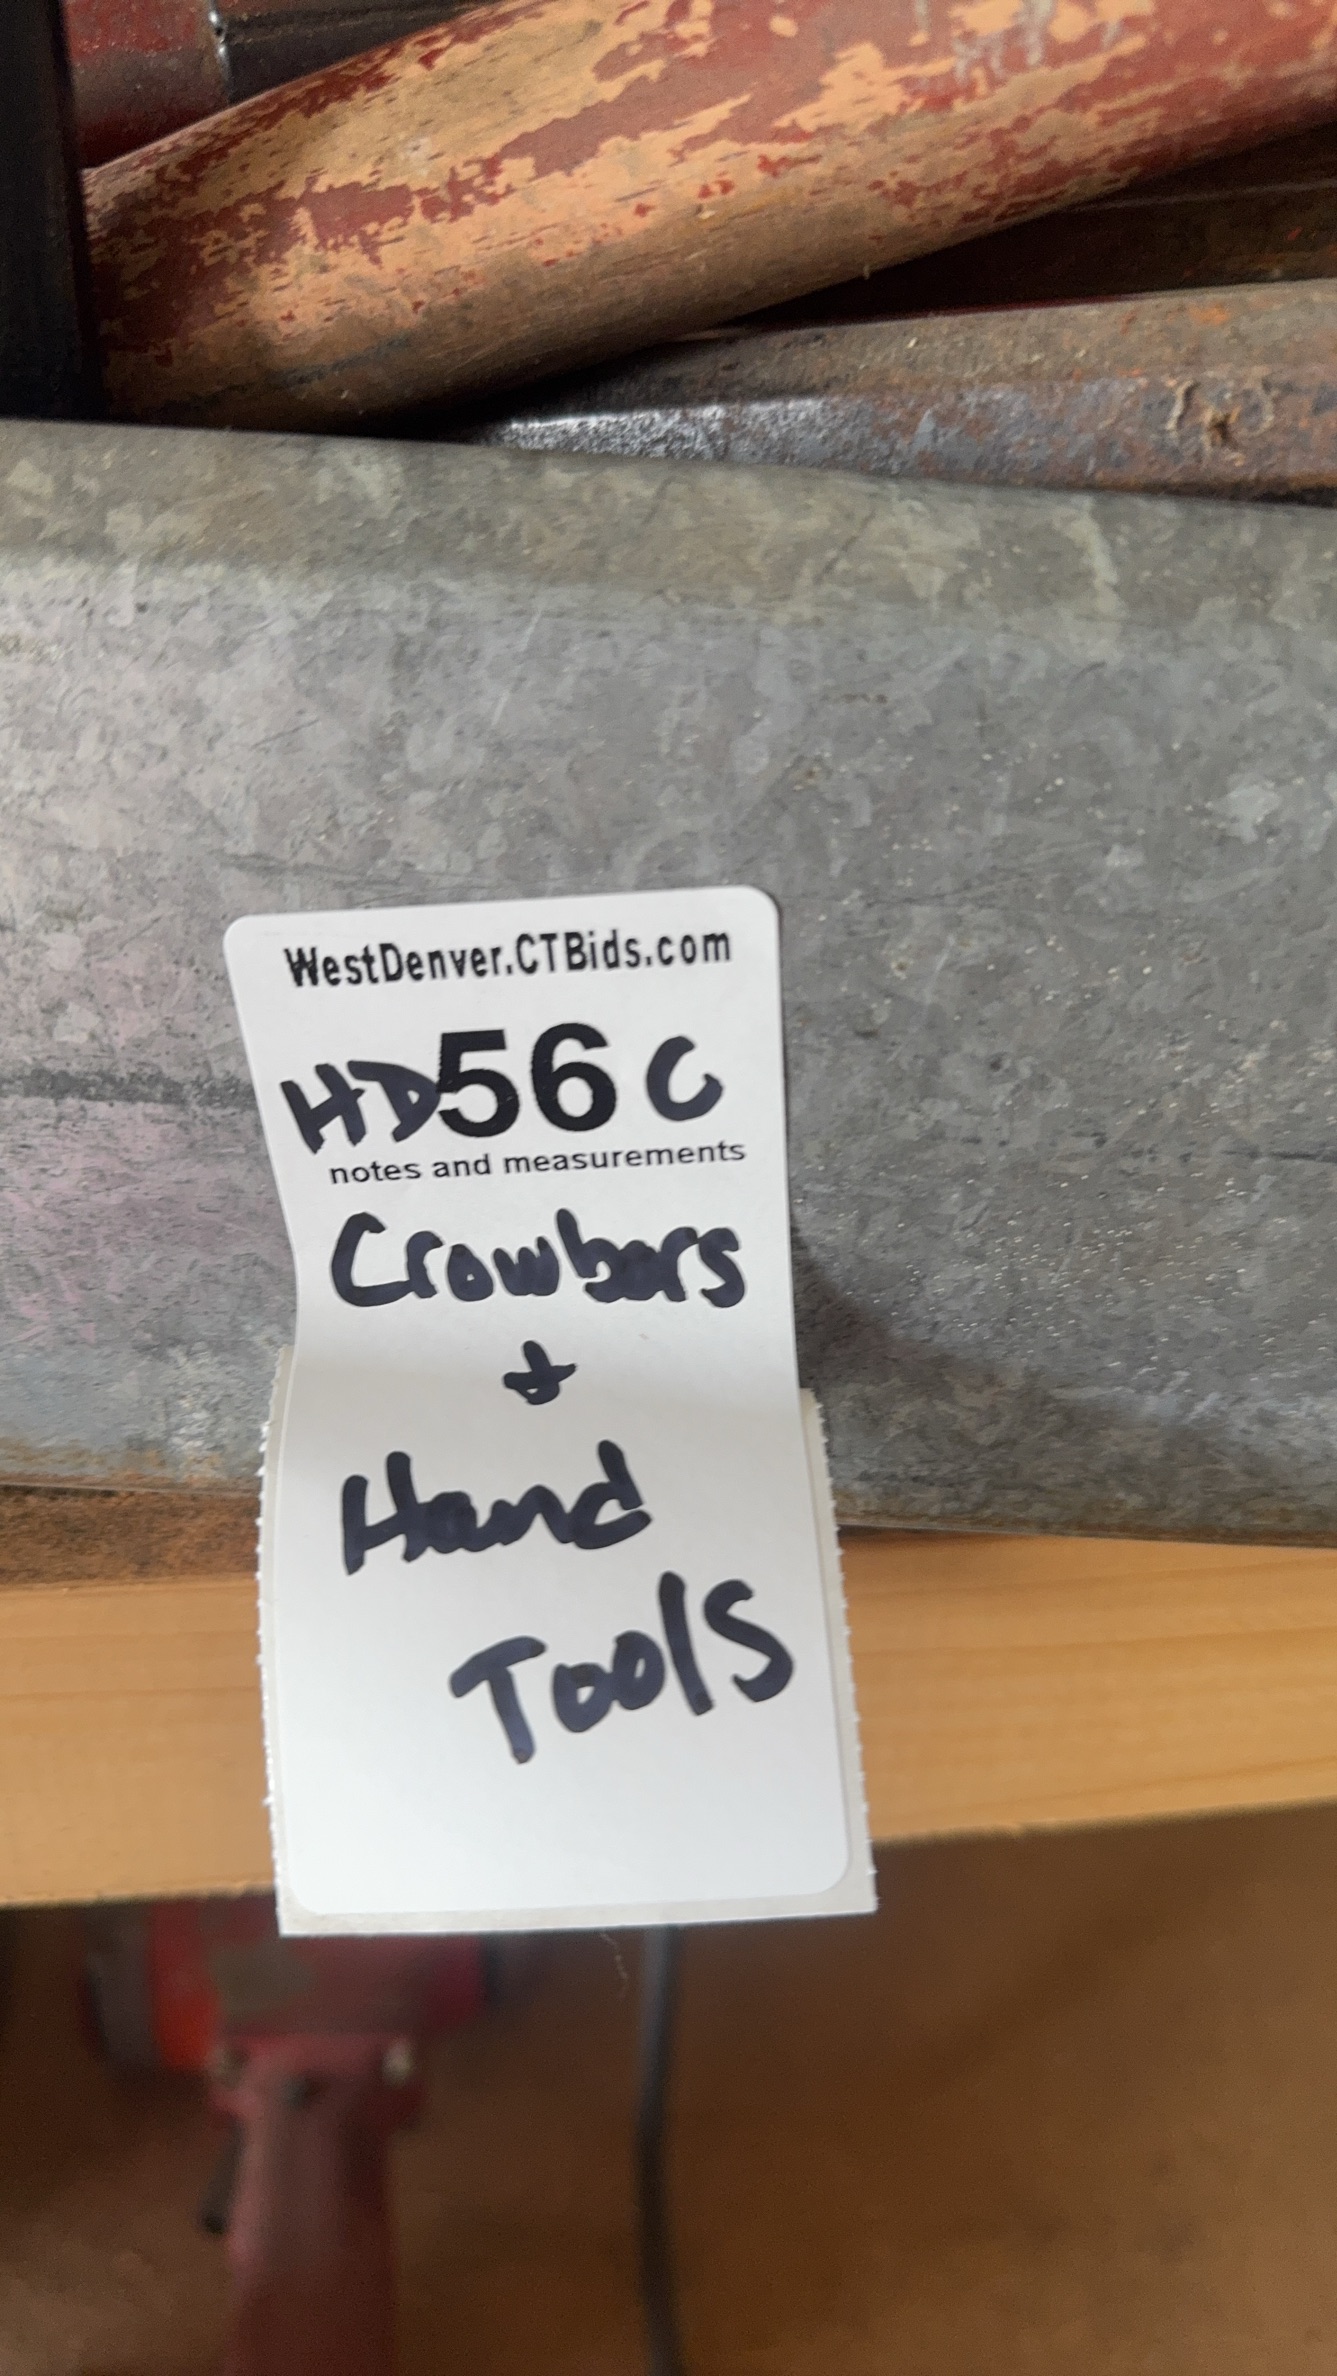 WestDenver.CTBids.com
HD56C
notes and measurements
Crowbars
+
Hand
Tools